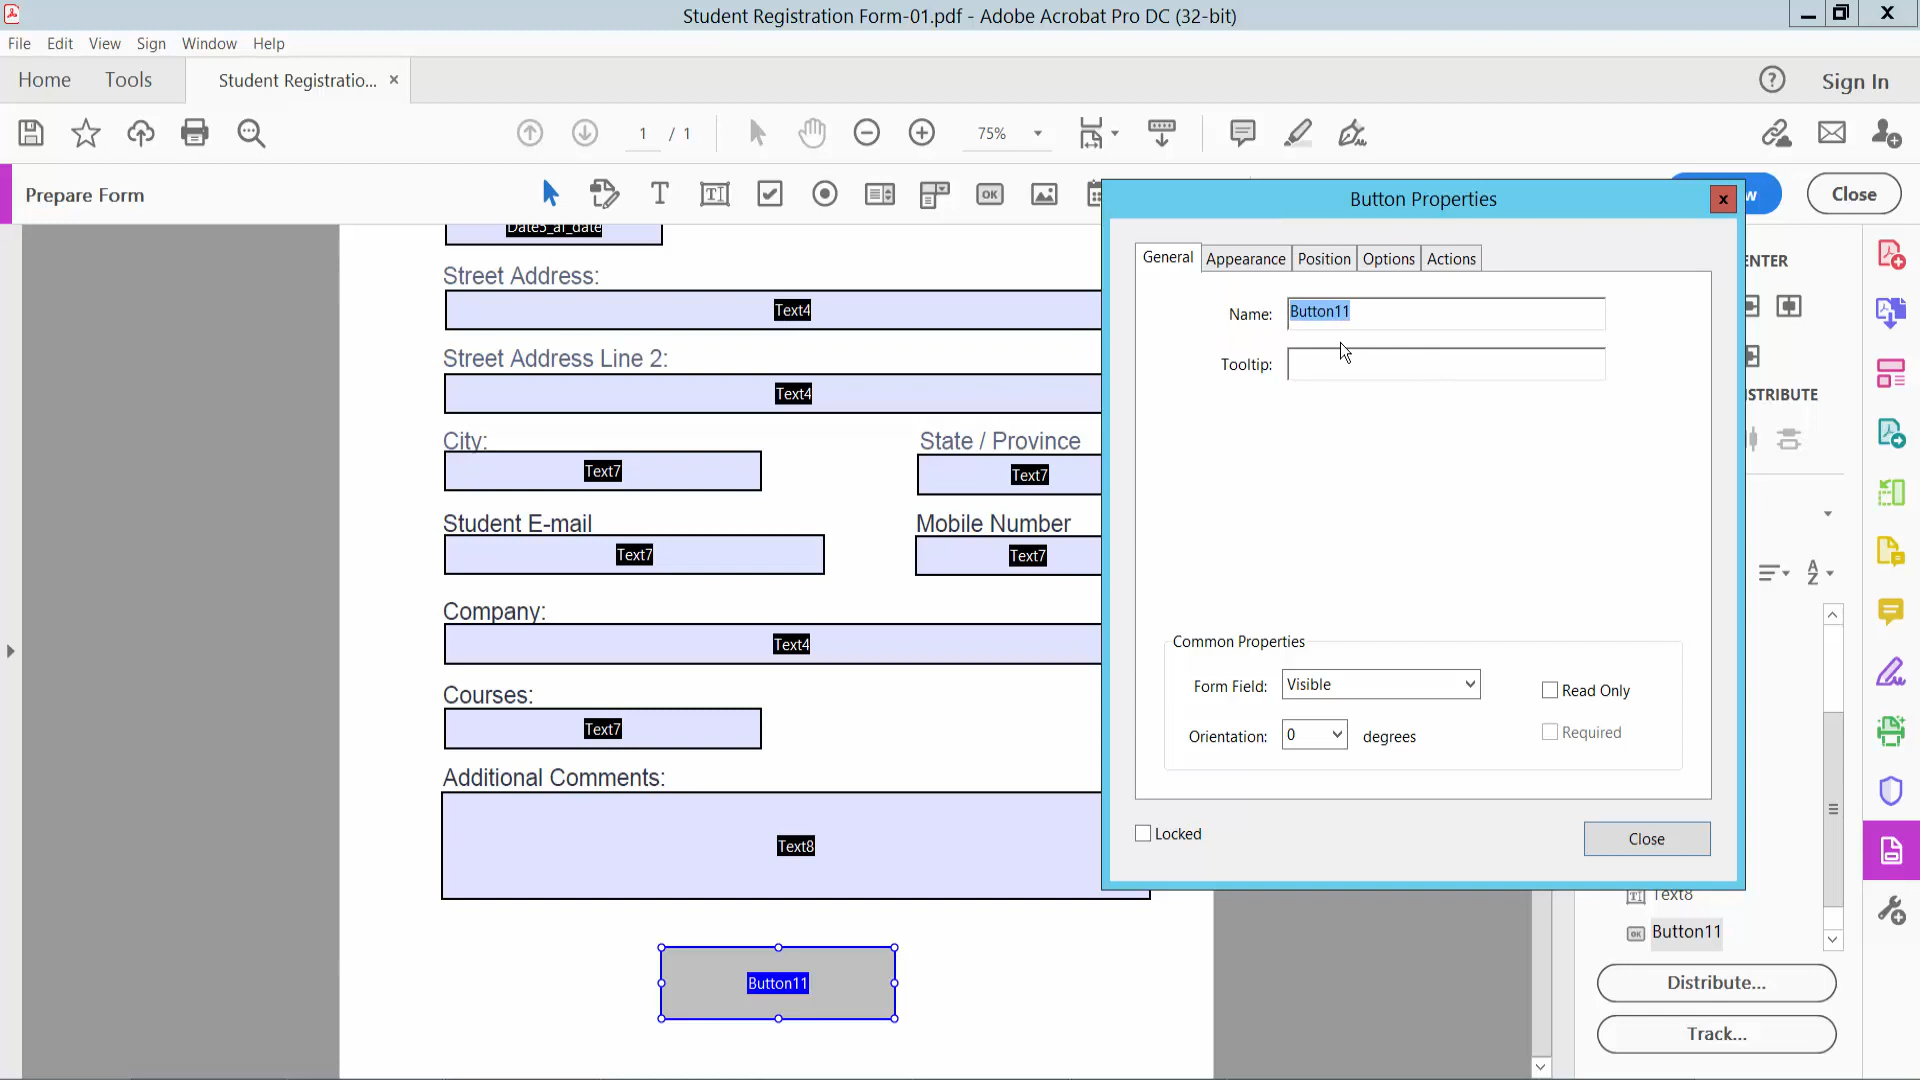 Student Registration Form-01.pdf - Adobe Acrobat Pro DC (32-bit)
File Edit View Sign Window Help
Home Tools Student Registratio... × Sign In
1 / 1 75%
Prepare Form Close
Button Properties
General Appearance Position Options Actions
Name: Button11
Tooltip:
Common Properties
Form Field: Visible
Read Only
Orientation: 0 degrees
Required
Locked
Close
Date5_af_date
Street Address:
Text4
Street Address Line 2:
Text4
City: State / Province
Text7 Text7
Student E-mail Mobile Number
Text7 Text7
Company:
Text4
Courses:
Text7
Additional Comments:
Text8
Button11
ENTER
STRIBUTE
Text8
OK Button11
Distribute...
Track...